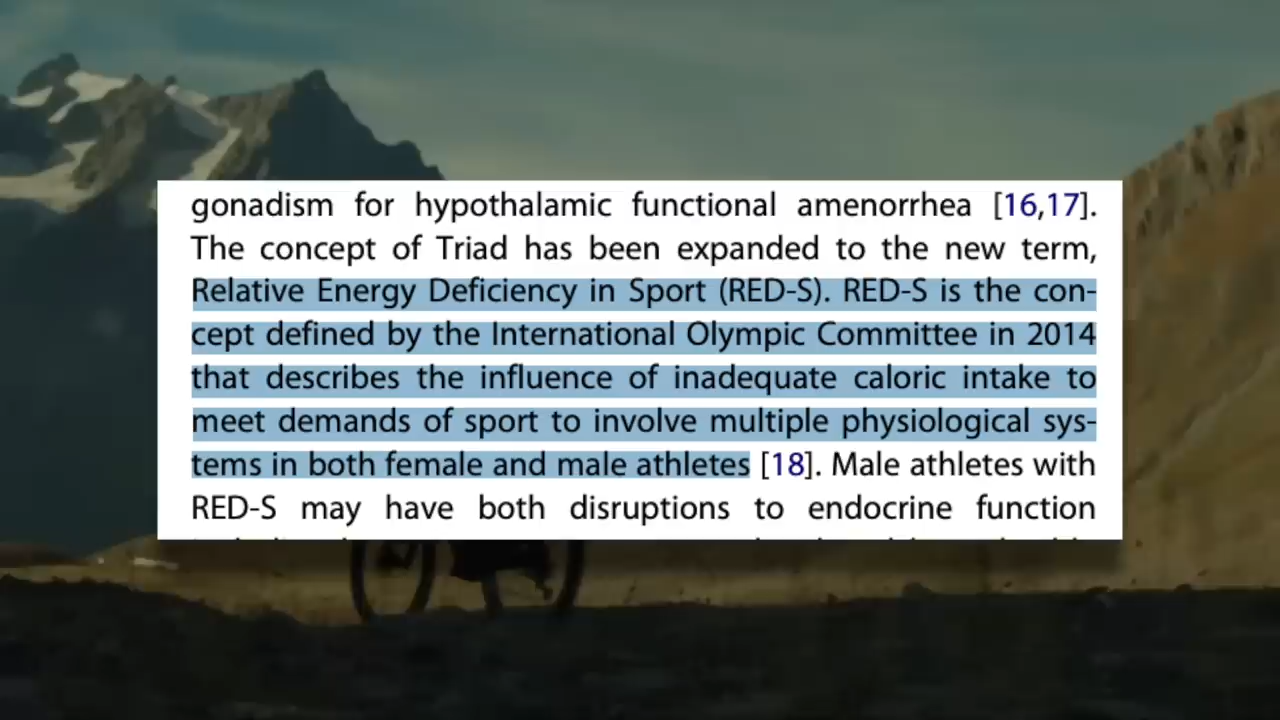 gonadism for hypothalamic functional amenorrhea [16,17].
The concept of Triad has been expanded to the new term,
Relative Energy Deficiency in Sport (RED-S). RED-S is the con-
cept defined by the International Olympic Committee in 2014
that describes the influence of inadequate caloric intake to
meet demands of sport to involve multiple physiological sys-
tems in both female and male athletes [18]. Male athletes with
RED-S may have both disruptions to endocrine function